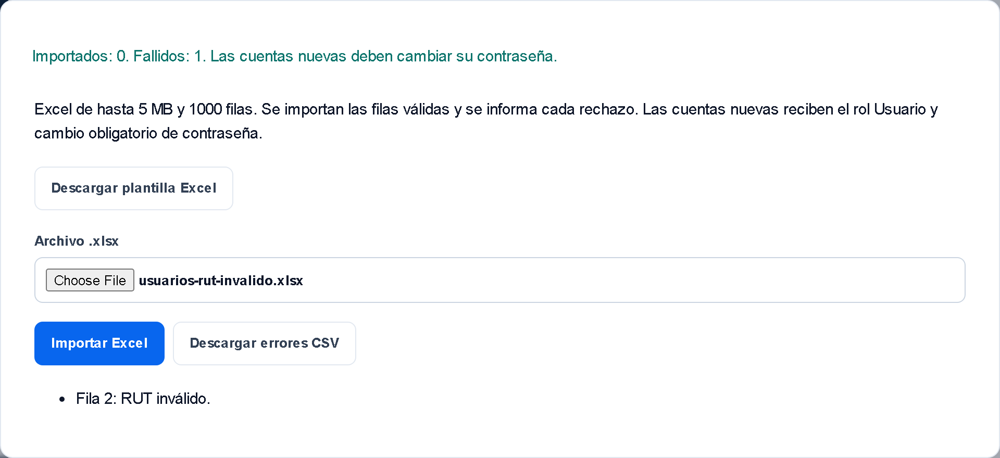 Importados: 0. Fallidos: 1. Las cuentas nuevas deben cambiar su contraseña.
Excel de hasta 5 MB y 1000 filas. Se importan las filas válidas y se informa cada rechazo. Las cuentas nuevas reciben el rol Usuario y
cambio obligatorio de contraseña.
Descargar plantilla Excel
Archivo .xlsx
Choose File usuarios-rut-invalido.xlsx
Importar Excel Descargar errores CSV
• Fila 2: RUT inválido.